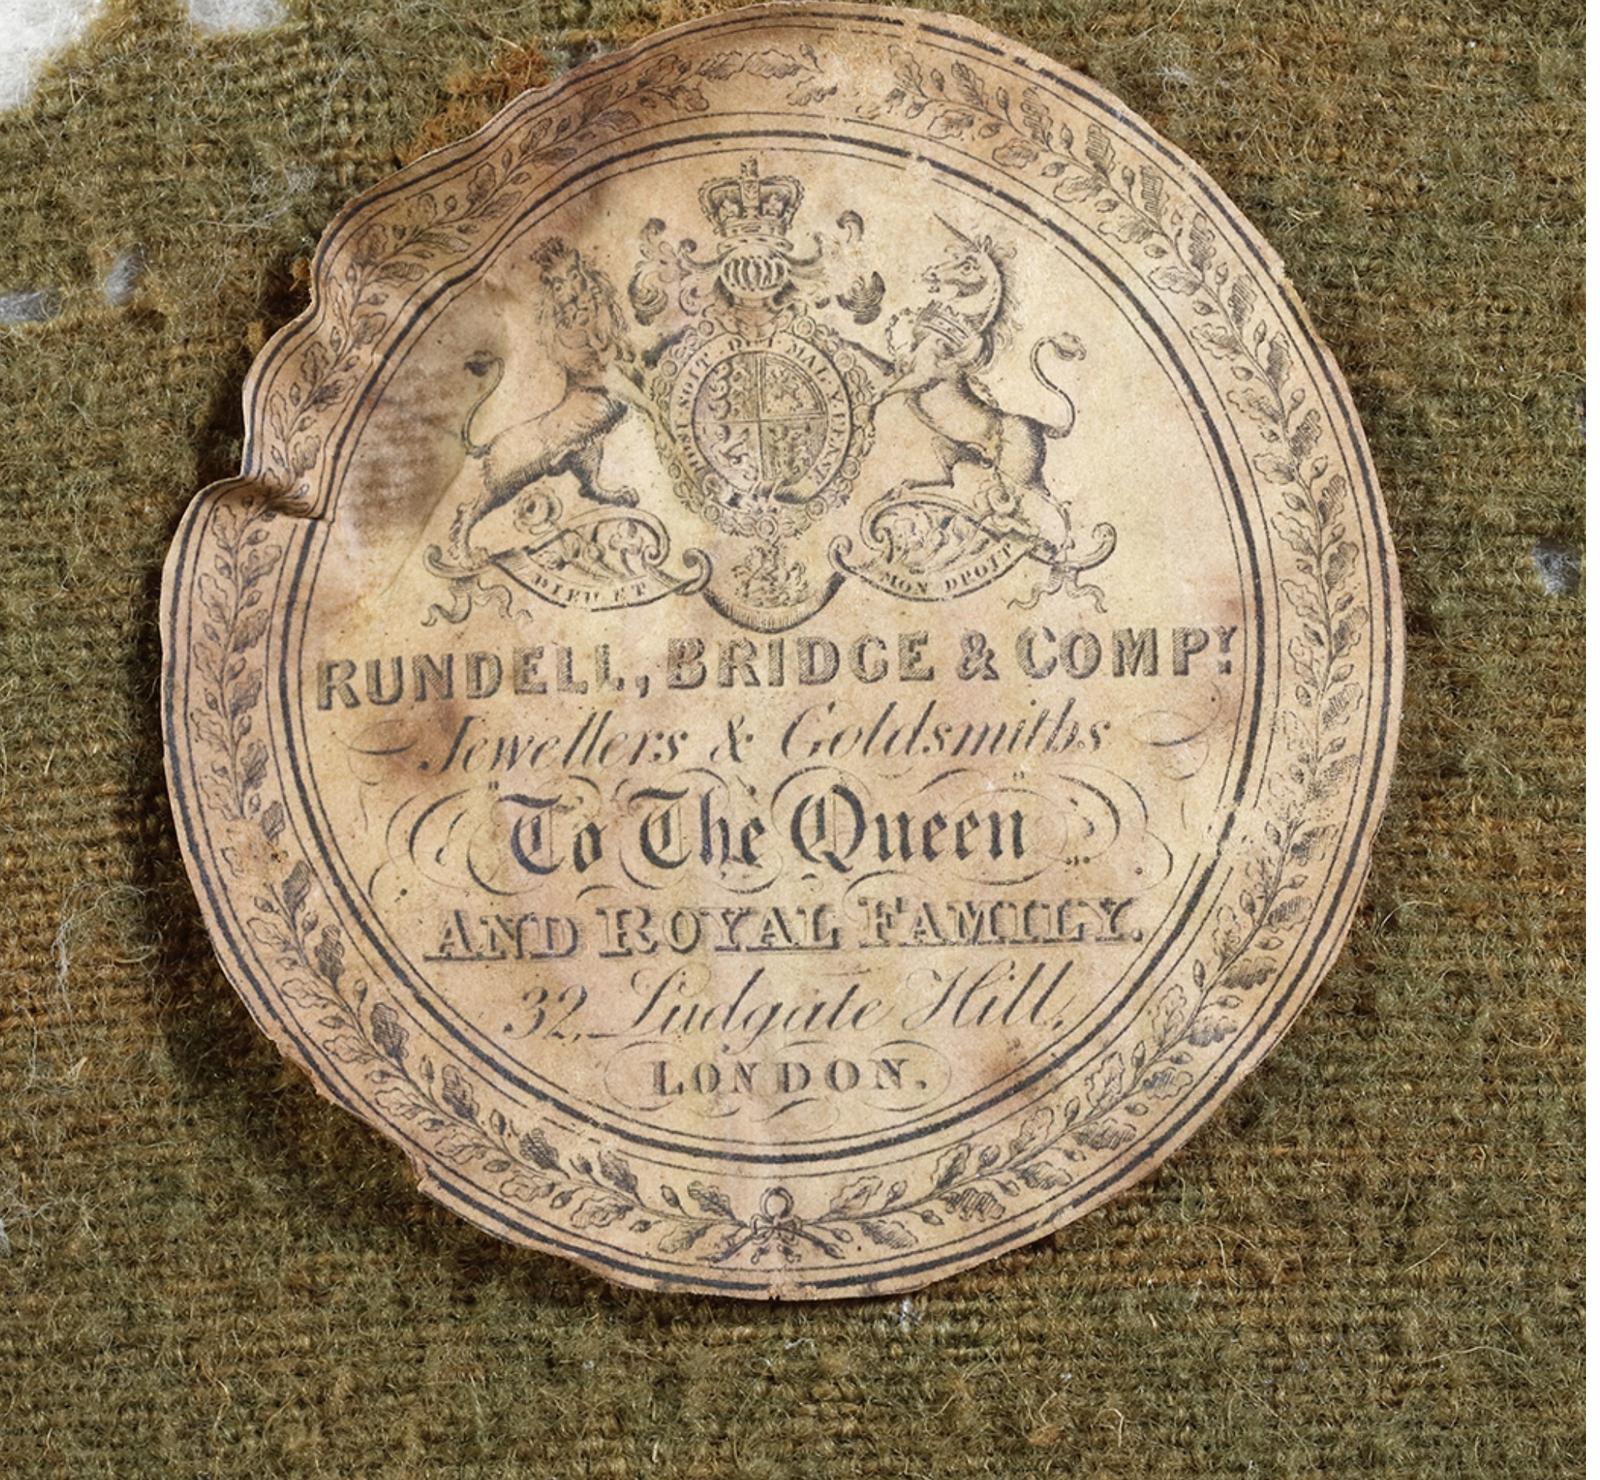 HONI SOIT QUI MAL Y PENSE
DIEU ET MON DROIT
RUNDELL, BRIDGE & COMPY.
Jewellers & Goldsmiths
To The Queen
AND ROYAL FAMILY.
32, Ludgate Hill,
LONDON.